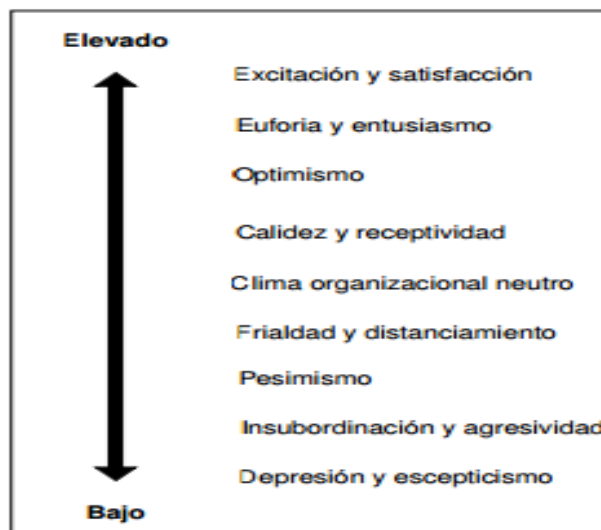 Elevado
Excitación y satisfacción
Euforia y entusiasmo
Optimismo
Calidez y receptividad
Clima organizacional neutro
Frialdad y distanciamiento
Pesimismo
Insubordinación y agresividad
Depresión y escepticismo
Bajo